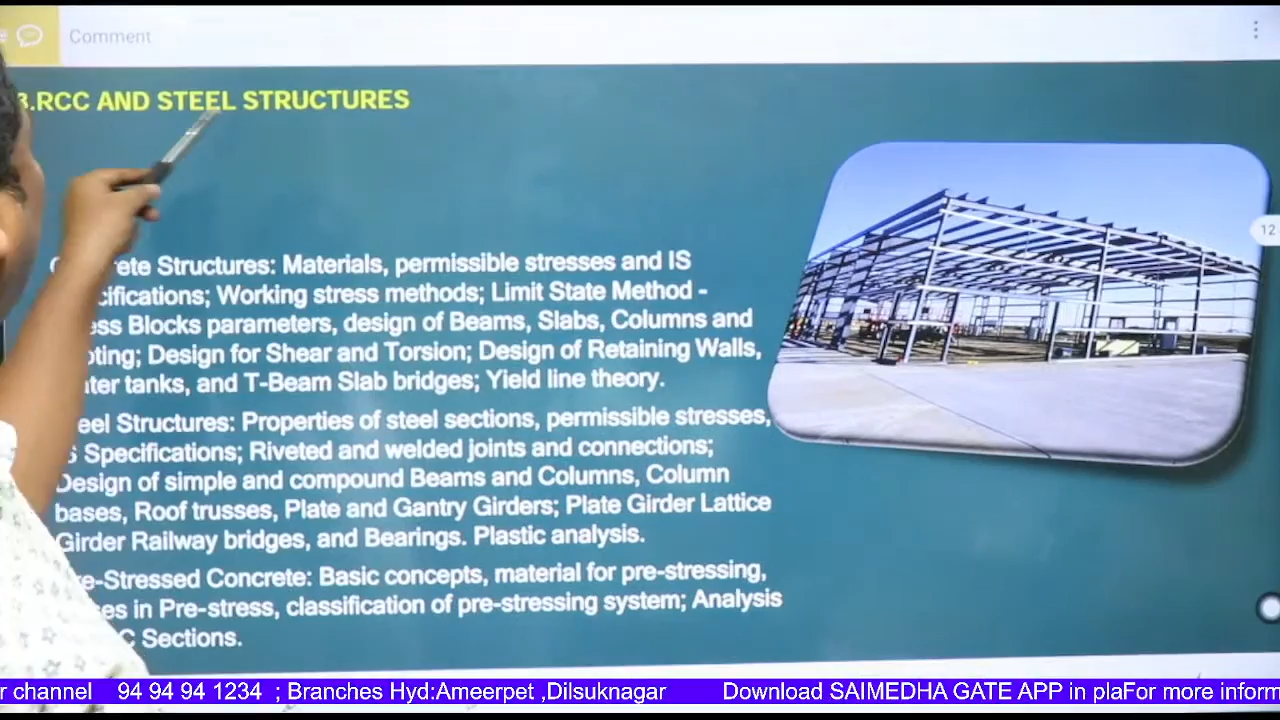 Comment
3.RCC AND STEEL STRUCTURES
12
rete Structures: Materials, permissible stresses and IS
cifications; Working stress methods; Limit State Method -
ess Blocks parameters, design of Beams, Slabs, Columns and
oting; Design for Shear and Torsion; Design of Retaining Walls,
ter tanks, and T-Beam Slab bridges; Yield line theory.
eel Structures: Properties of steel sections, permissible stresses,
S Specifications; Riveted and welded joints and connections;
Design of simple and compound Beams and Columns, Column
bases, Roof trusses, Plate and Gantry Girders; Plate Girder Lattice
Girder Railway bridges, and Bearings. Plastic analysis.
e-Stressed Concrete: Basic concepts, material for pre-stressing,
ses in Pre-stress, classification of pre-stressing system; Analysis
C Sections.
r channel 94 94 94 1234 ; Branches Hyd:Ameerpet ,Dilsuknagar Download SAIMEDHA GATE APP in plaFor more inform